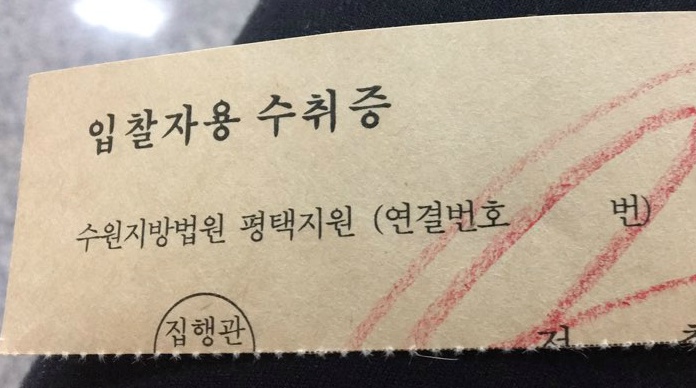 입찰자용 수취증
수원지방법원 평택지원 (연결번호 번)
집행관